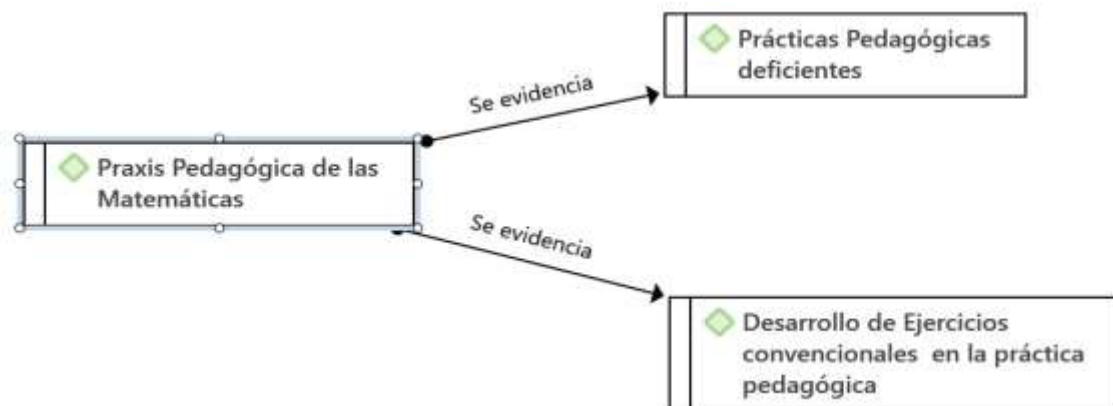 Prácticas Pedagógicas
deficientes
Se evidencia
Praxis Pedagógica de las
Matemáticas
Se evidencia
Desarrollo de Ejercicios
convencionales en la práctica
pedagógica